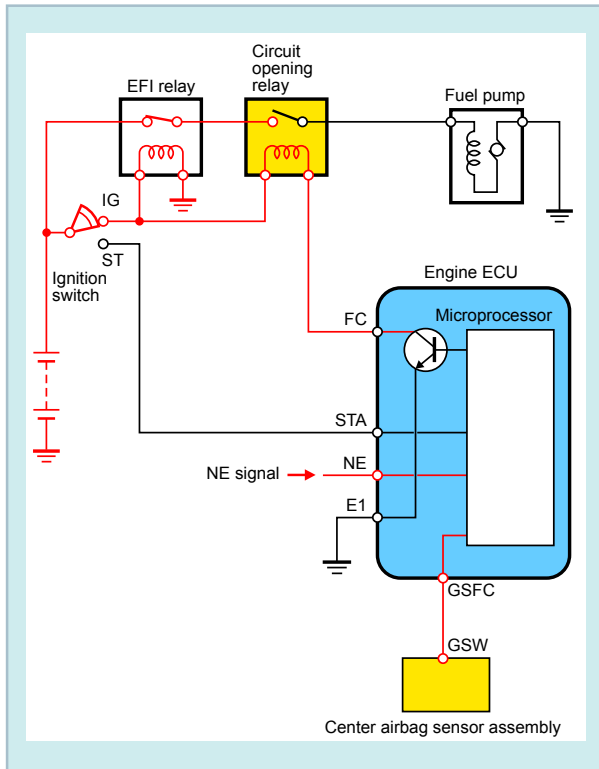 Circuit
opening
relay
EFI relay
Fuel pump
IG
ST
Ignition
switch
Engine ECU
Microprocessor
FC
STA
NE signal
NE
E1
GSFC
GSW
Center airbag sensor assembly